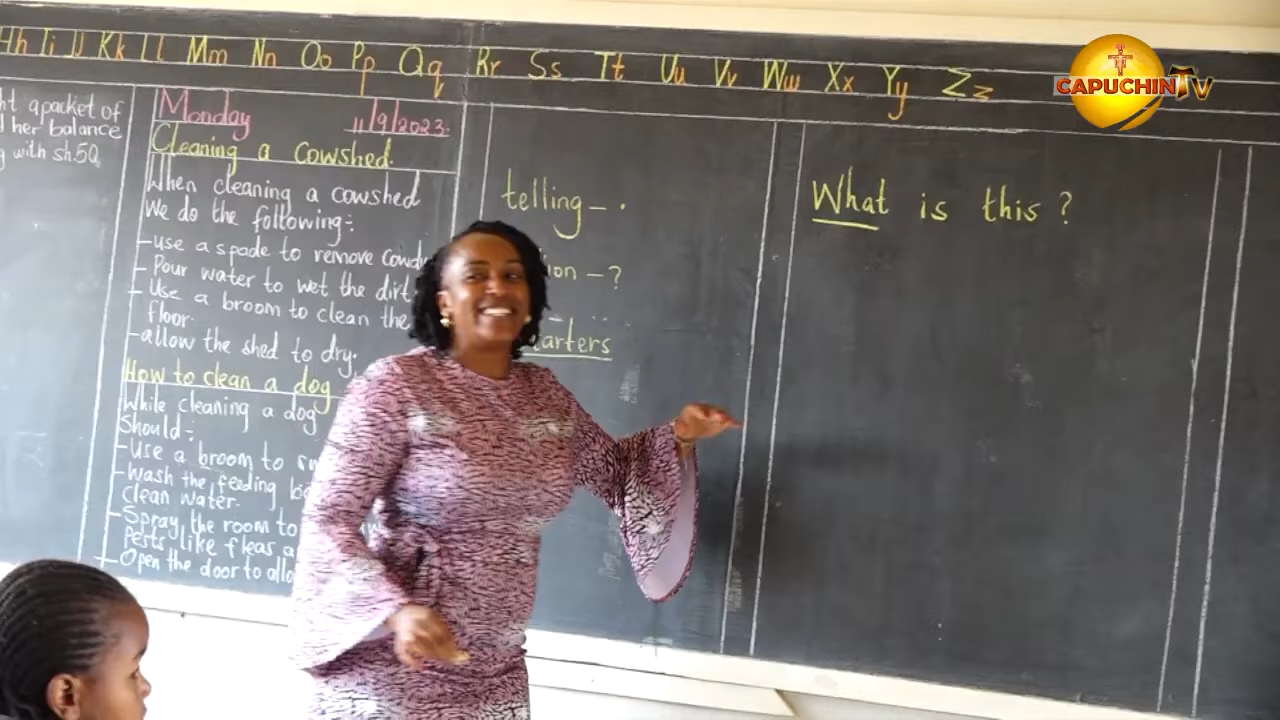 Hh Ii Jj Kk Ll Mm Nn Oo Pp Qq Rr Ss Tt Uu Vv Ww Xx Yy Zz
CAPUCHIN TV
apacket of
her balance
with sh.50
Monday 11/9/2023.
Cleaning a Cowshed.
When cleaning a cowshed
We do the following:-
-use a spade to remove
- Pour water to wet the dirt.
- Use a broom to clean the
floor.
-allow the shed to dry.
How to clean a dog
While cleaning a dog
Should:-
-Use a broom to
-Wash the feeding
clean water.
-Spray the room to
Pests like fleas
-Open the door to
telling - .
- ?
What is this ?